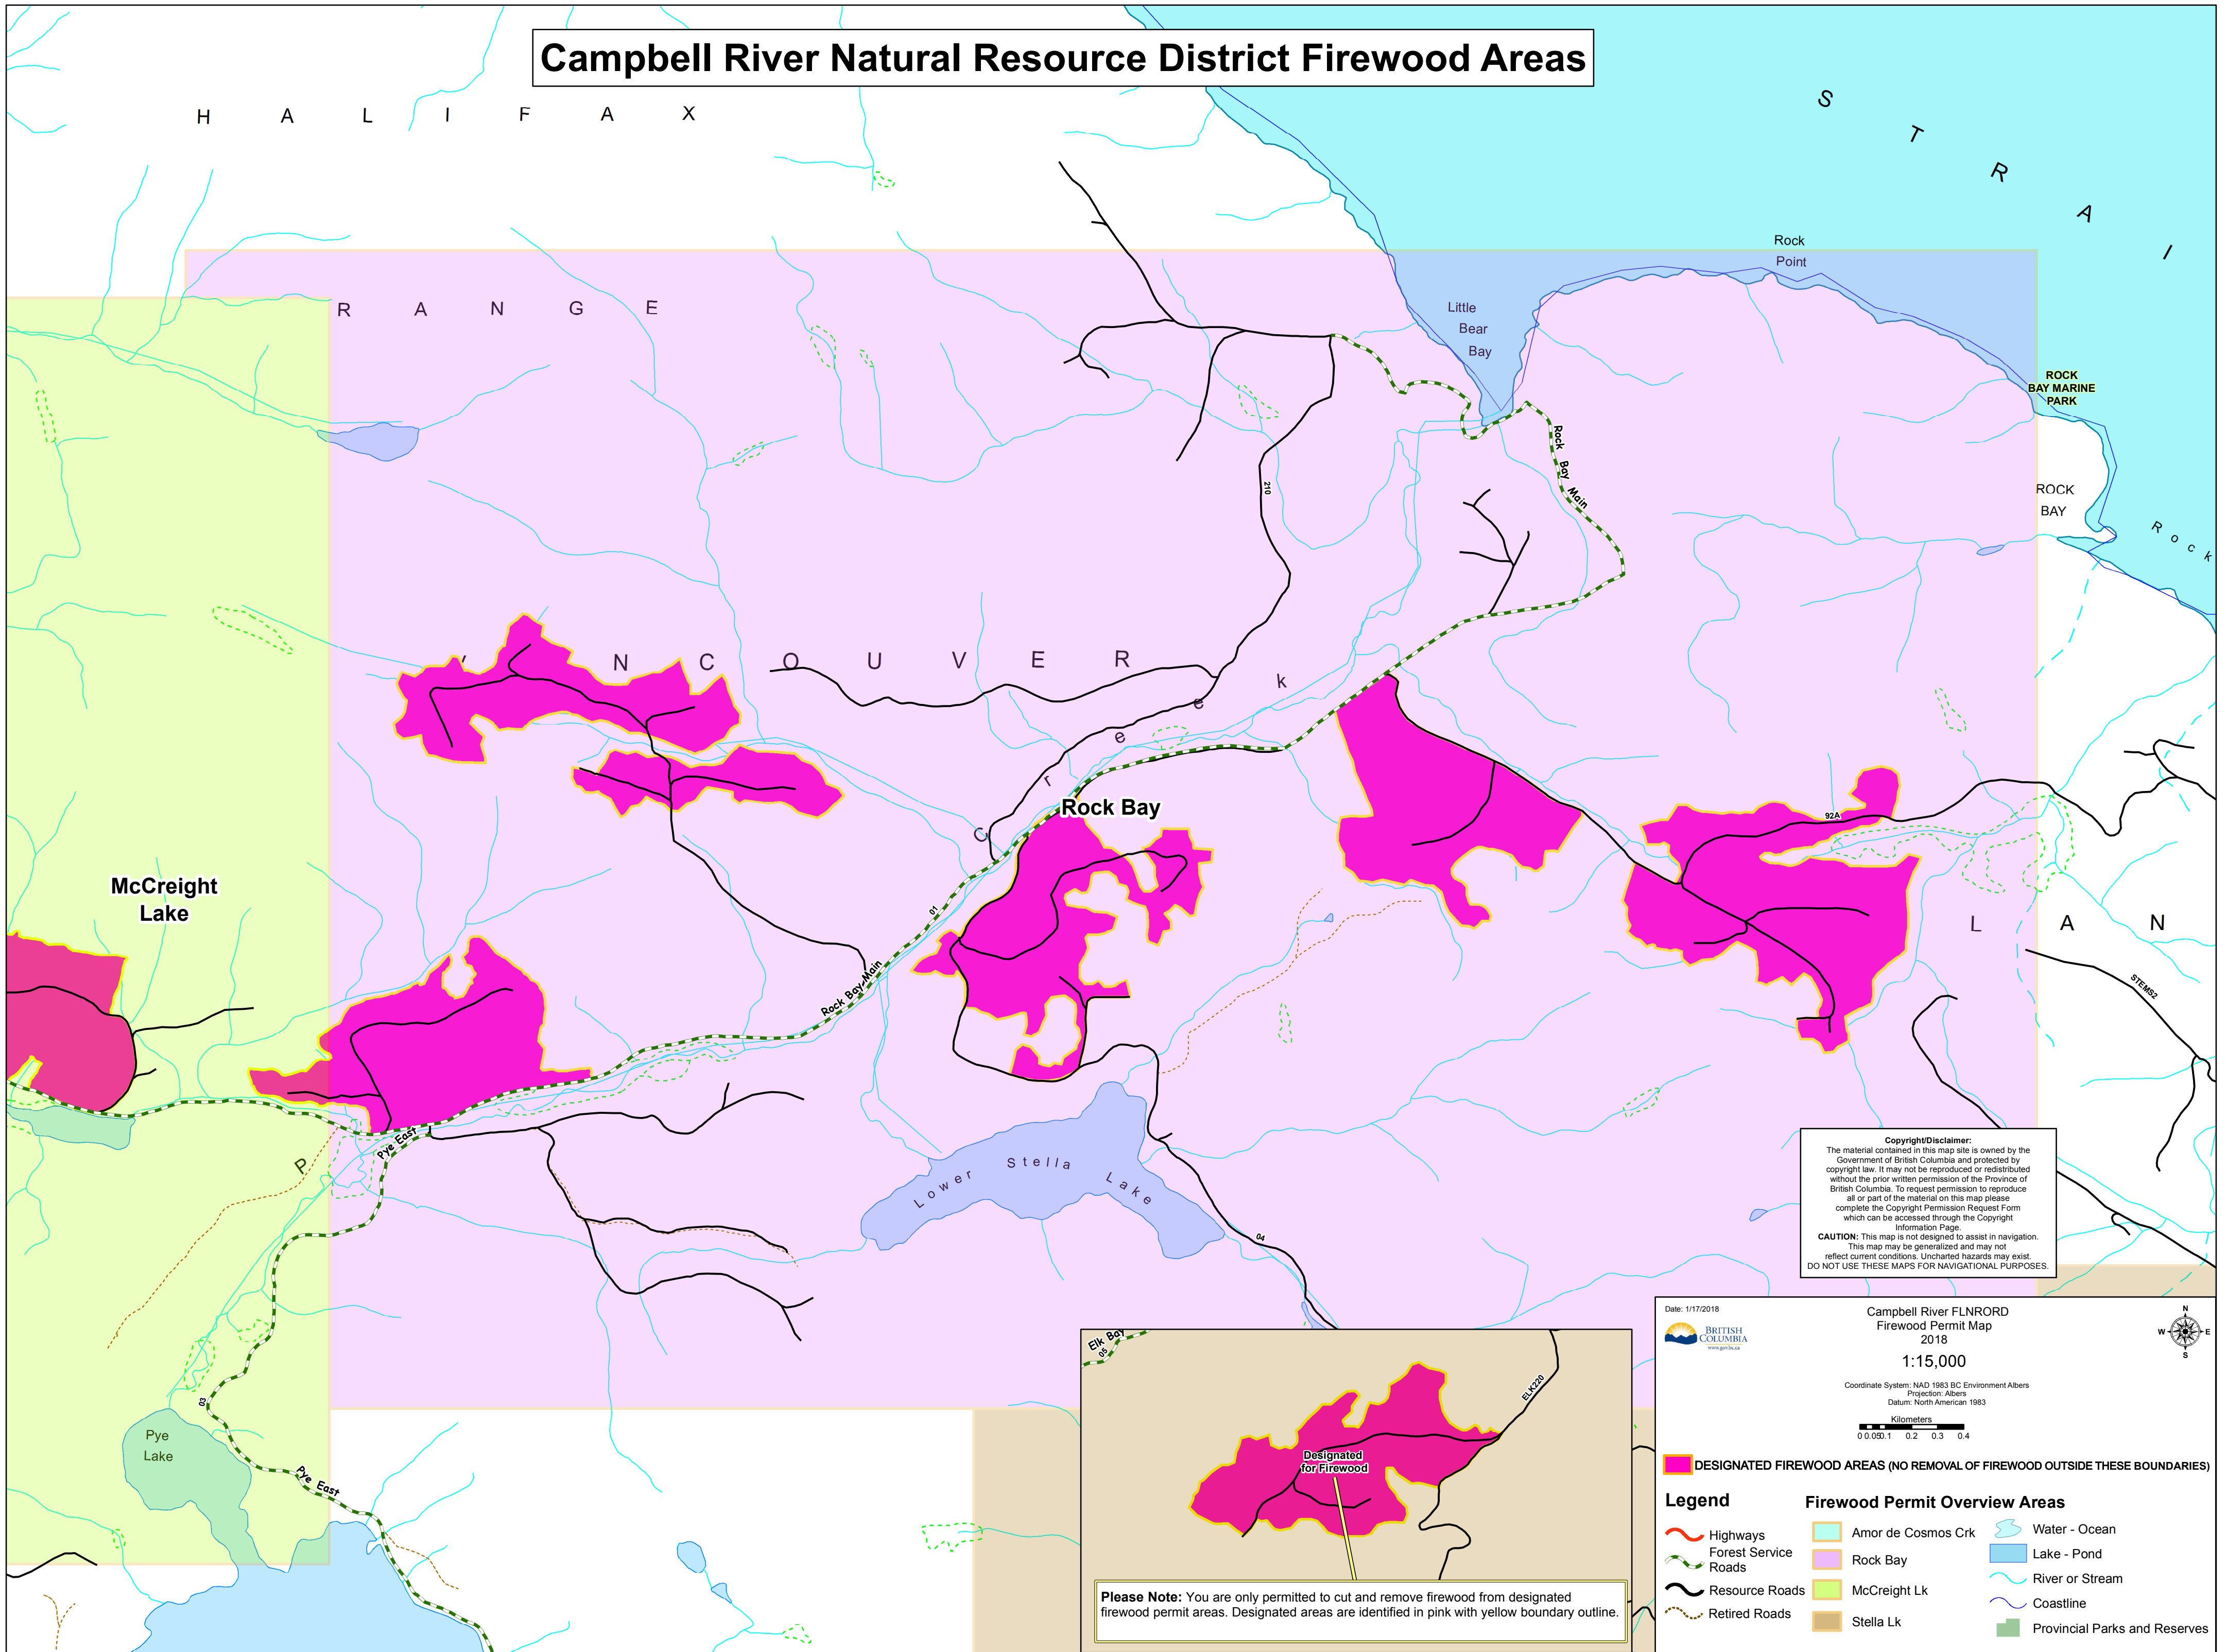 Campbell River Natural Resource District Firewood Areas
H A L I F A X
R A N G E
S T R A I
Rock
Point
Little
Bear
Bay
ROCK
BAY MARINE
PARK
ROCK
BAY
Rock
Rock Bay Main
210
N C O U V E R
Creek
Rock Bay
92A
L A N
STEMS2
McCreight
Lake
01
Rock Bay Main
Pye East
P
Lower Stella Lake
04
03
Pye
Lake
Pye East
Elk Bay
05
ELK220
Designated
for Firewood
Please Note: You are only permitted to cut and remove firewood from designated
firewood permit areas. Designated areas are identified in pink with yellow boundary outline.
Copyright/Disclaimer:
The material contained in this map site is owned by the
Government of British Columbia and protected by
copyright law. It may not be reproduced or redistributed
without the prior written permission of the Province of
British Columbia. To request permission to reproduce
all or part of the material on this map please
complete the Copyright Permission Request Form
which can be accessed through the Copyright
Information Page.
CAUTION: This map is not designed to assist in navigation.
This map may be generalized and may not
reflect current conditions. Uncharted hazards may exist.
DO NOT USE THESE MAPS FOR NAVIGATIONAL PURPOSES.
Date: 1/17/2018
BRITISH
COLUMBIA
www.gov.bc.ca
Campbell River FLNRORD
Firewood Permit Map
2018
1:15,000
N
W E
S
Coordinate System: NAD 1983 BC Environment Albers
Projection: Albers
Datum: North American 1983
Kilometers
0 0.05 0.1 0.2 0.3 0.4
DESIGNATED FIREWOOD AREAS (NO REMOVAL OF FIREWOOD OUTSIDE THESE BOUNDARIES)
Legend
Highways
Forest Service
Roads
Resource Roads
Retired Roads
Firewood Permit Overview Areas
Amor de Cosmos Crk
Rock Bay
McCreight Lk
Stella Lk
Water - Ocean
Lake - Pond
River or Stream
Coastline
Provincial Parks and Reserves